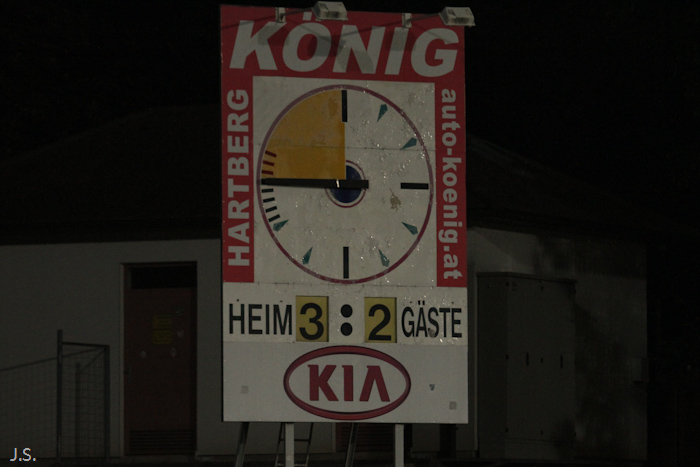 KÖNIG
HARTBERG
auto-koenig.at
HEIM 3 : 2 GÄSTE
KIA
J.S.